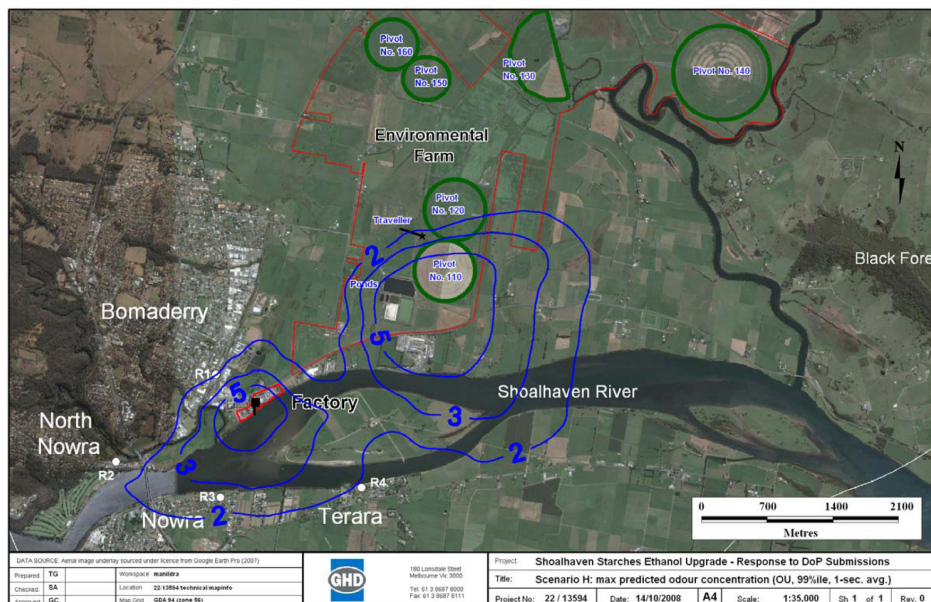 Pivot
No. 160
Pivot
No. 150
Pivot
No. 130
Pivot No. 140
Environmental
Farm
N
Pivot
No. 120
Traveller
2
Black Fore
Pivot
No. 110
Ponds
Bomaderry
5
R1
5
Shoalhaven River
Factory
3
North
Nowra
2
3
R2
R4
R3
Nowra
2
Terara
0 700 1400 2100
Metres
DATA SOURCE: Aerial image underlay sourced under licence from Google Earth Pro (2007)
Prepared: TG Workspace manildra
Checked: SA Location 22/13594 technical mapinfo
Approved: GC Map Grid GDA 94 (zone 56)
GHD
180 Lonsdale Street
Melbourne Vic 3000
Tel: 61 3 8687 8000
Fax: 61 3 8687 8111
Project: Shoalhaven Starches Ethanol Upgrade - Response to DoP Submissions
Title: Scenario H: max predicted odour concentration (OU, 99%ile, 1-sec. avg.)
Project No: 22 / 13594 Date: 14/10/2008 A4 Scale: 1:35,000 Sh 1 of 1 Rev. 0